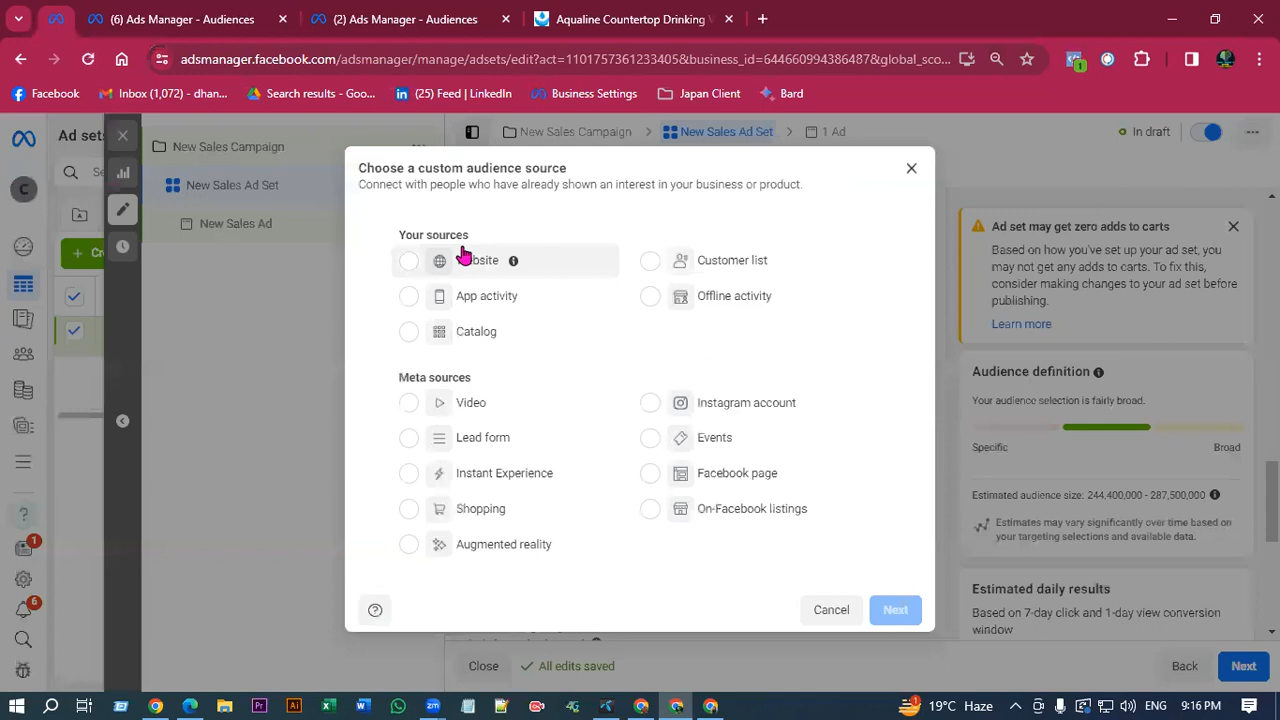 (6) Ads Manager - Audiences
(2) Ads Manager - Audiences
Aqualine Countertop Drinking
adsmanager.facebook.com/adsmanager/manage/adsets/edit?act=1101757361233405&business_id=644660994386487&global_sco...
1
Facebook
Inbox (1,072) – dhan...
Search results - Goo...
(25) Feed | LinkedIn
Business Settings
Japan Client
Bard
Ad sets
New Sales Campaign
New Sales Ad Set
New Sales Ad
New Sales Campaign
New Sales Ad Set
1 Ad
In draft
C
Choose a custom audience source
Connect with people who have already shown an interest in your business or product.
Your sources
Website
Customer list
App activity
Offline activity
Catalog
Meta sources
Video
Instagram account
Lead form
Events
Instant Experience
Facebook page
Shopping
On-Facebook listings
Augmented reality
Cancel
Next
Ad set may get zero adds to carts
Based on how you've set up your ad set, you
may not get any adds to carts. To fix this,
consider making changes to your ad set before
publishing.
Learn more
Audience definition
Your audience selection is fairly broad.
Specific
Broad
Estimated audience size: 244,400,000 - 287,500,000
Estimates may vary significantly over time based on
your targeting selections and available data.
Estimated daily results
Based on 7-day click and 1-day view conversion
window
1
6
Close
All edits saved
Back
Next
1
19°C Haze
9:16 PM